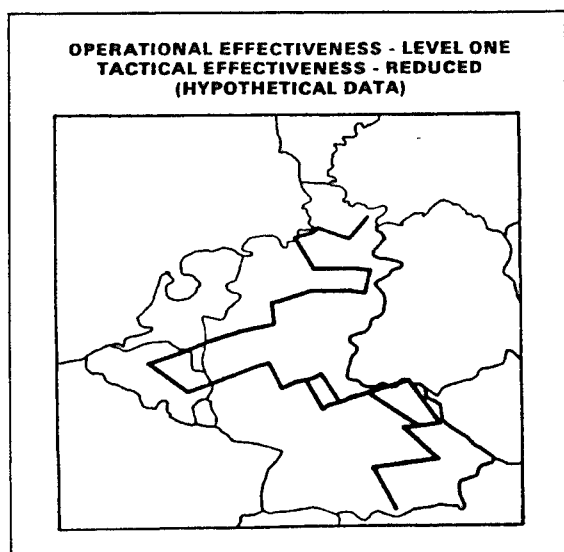 OPERATIONAL EFFECTIVENESS - LEVEL ONE
TACTICAL EFFECTIVENESS - REDUCED
(HYPOTHETICAL DATA)